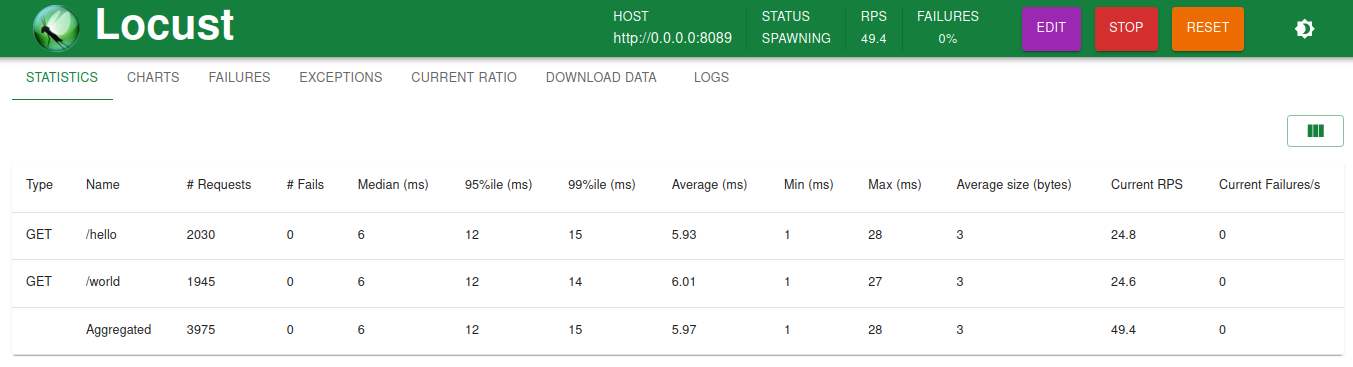 Locust
HOST STATUS RPS FAILURES
http://0.0.0.0:8089 SPAWNING 49.4 0%
EDIT STOP RESET
STATISTICS CHARTS FAILURES EXCEPTIONS CURRENT RATIO DOWNLOAD DATA LOGS
Type Name # Requests # Fails Median (ms) 95%ile (ms) 99%ile (ms) Average (ms) Min (ms) Max (ms) Average size (bytes) Current RPS Current Failures/s
GET /hello 2030 0 6 12 15 5.93 1 28 3 24.8 0
GET /world 1945 0 6 12 14 6.01 1 27 3 24.6 0
Aggregated 3975 0 6 12 15 5.97 1 28 3 49.4 0